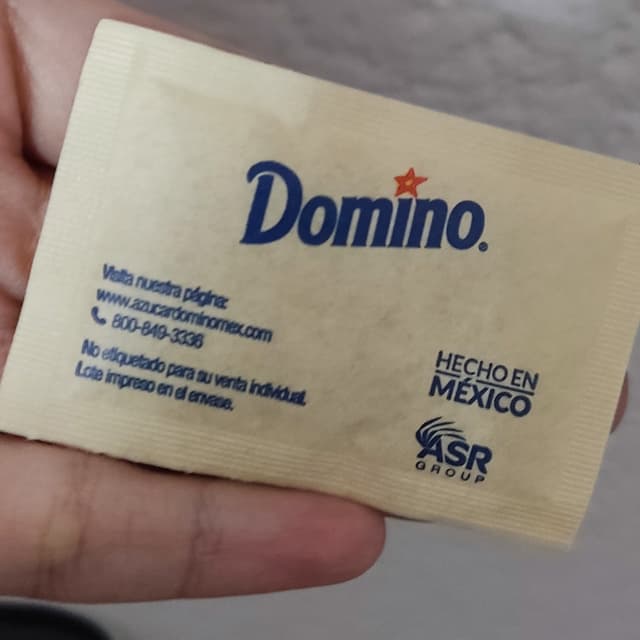 Domino.
Visita nuestra página:
www.azucardominomex.com
800-849-3336
No etiquetado para su venta individual.
Lote impreso en el envase.
HECHO EN
MÉXICO
ASR
GROUP